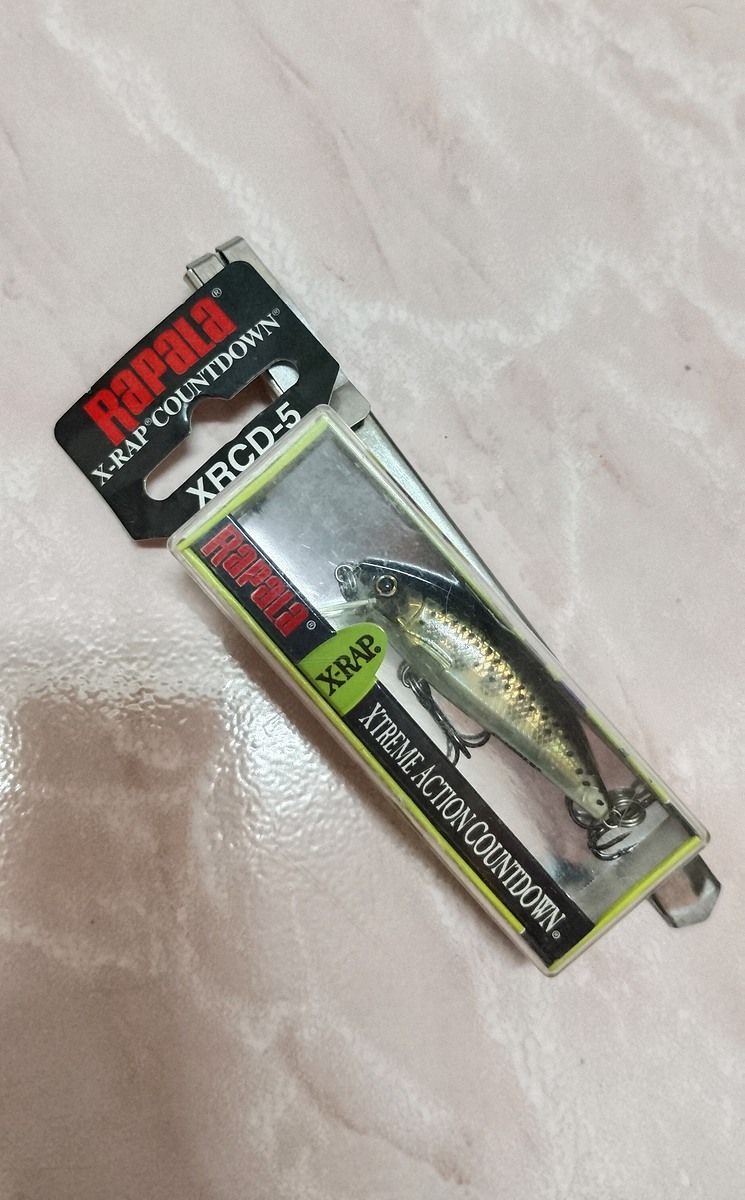 Rapala®
X-RAP® COUNTDOWN®
XRCD-5
Rapala®
X-RAP®
XTREME ACTION COUNTDOWN®